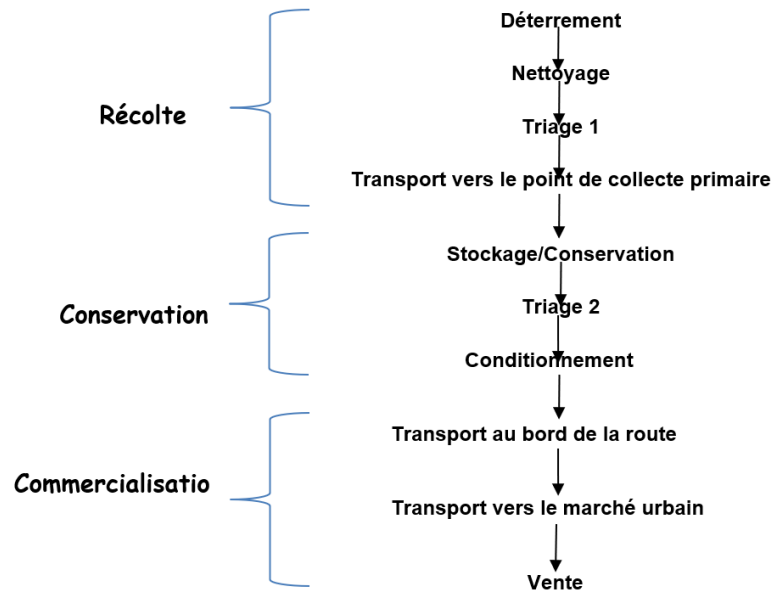 Déterrement
Nettoyage
Récolte
Triage 1
Transport vers le point de collecte primaire
Stockage/Conservation
Triage 2
Conservation
Conditionnement
Transport au bord de la route
Commercialisatio
Transport vers le marché urbain
Vente